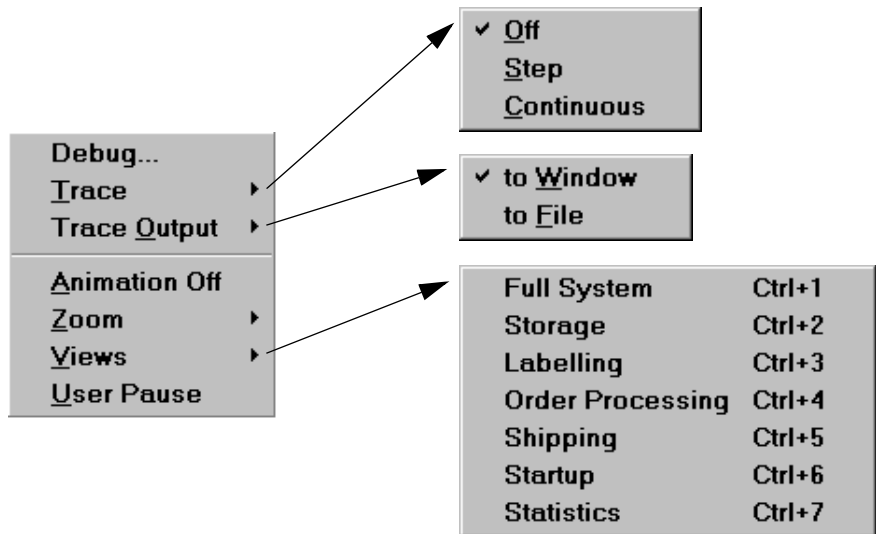 Debug...
Trace
Trace Output
Animation Off
Zoom
Views
User Pause
Off
Step
Continuous
to Window
to File
Full System Ctrl+1
Storage Ctrl+2
Labelling Ctrl+3
Order Processing Ctrl+4
Shipping Ctrl+5
Startup Ctrl+6
Statistics Ctrl+7